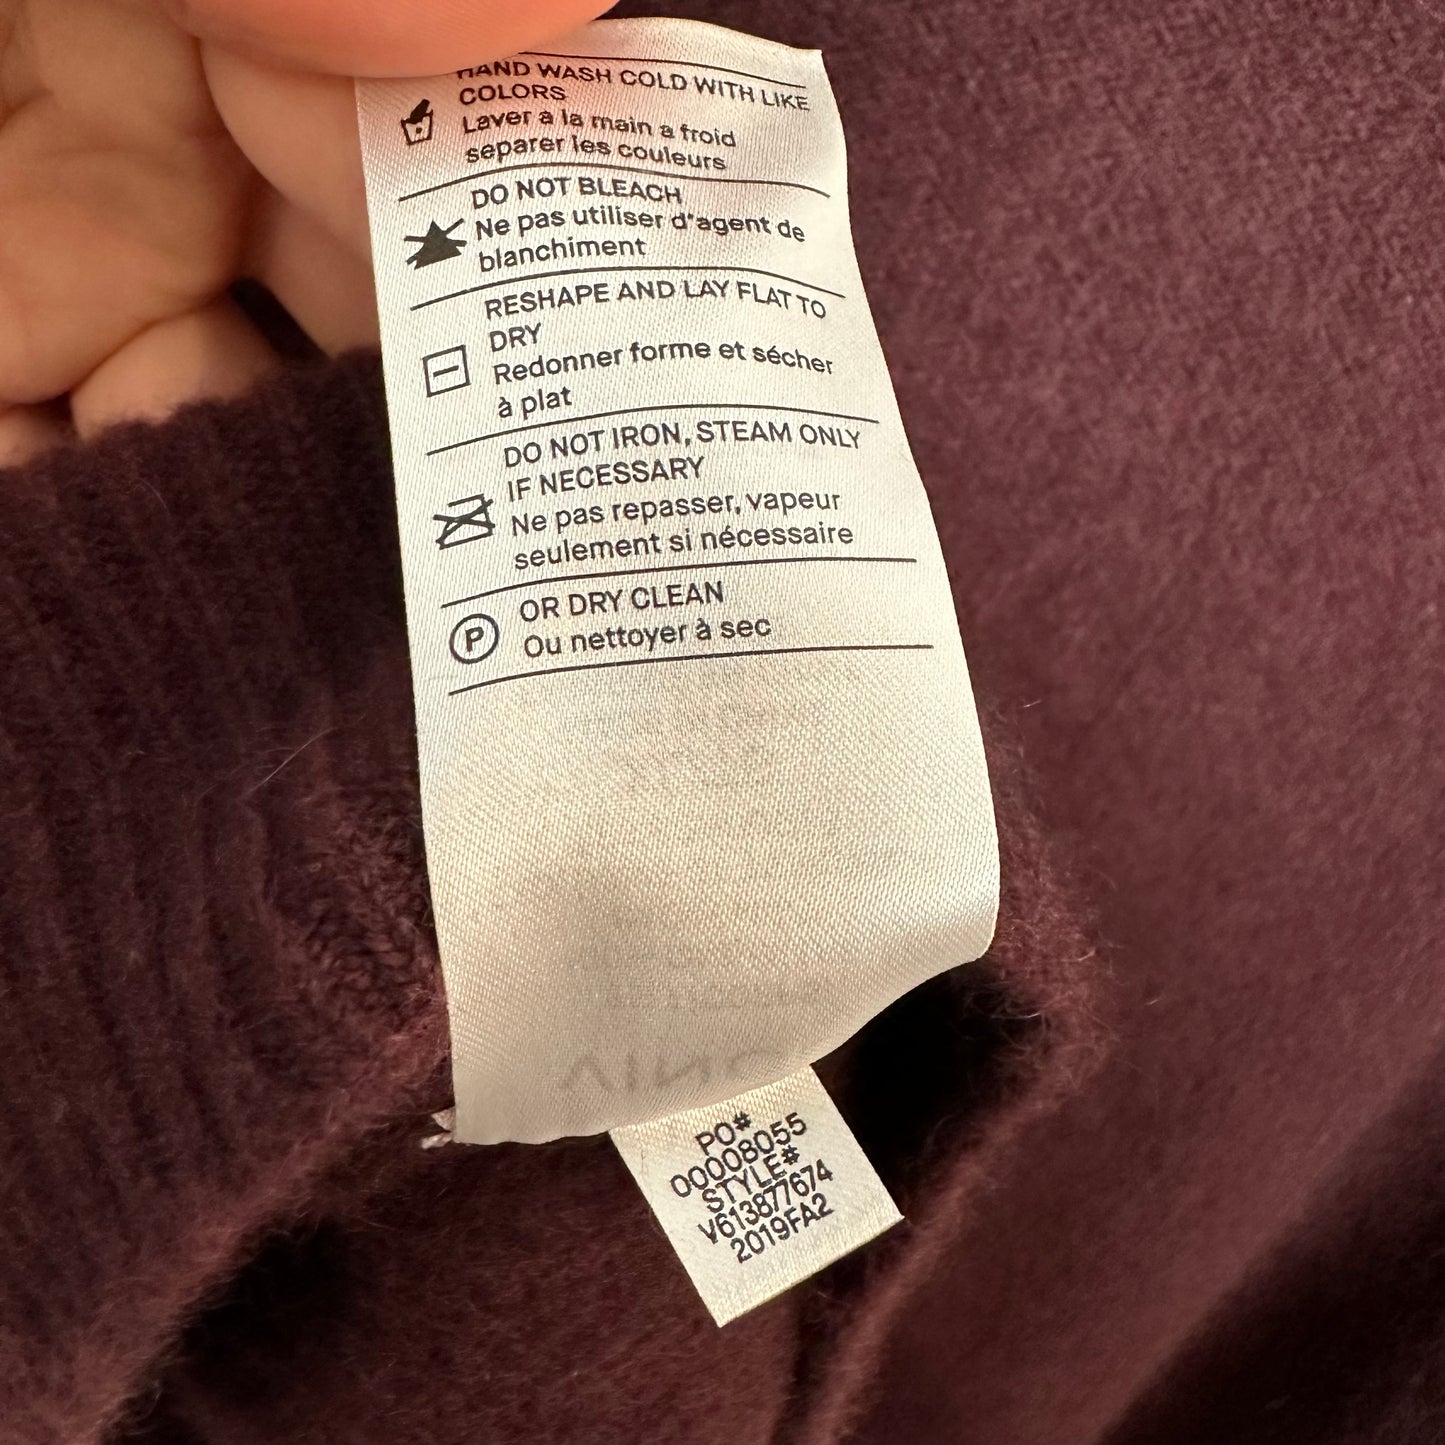 HAND WASH COLD WITH LIKE
COLORS
Laver a la main a froid
separer les couleurs
DO NOT BLEACH
Ne pas utiliser d'agent de
blanchiment
RESHAPE AND LAY FLAT TO
DRY
Redonner forme et sécher
à plat
DO NOT IRON, STEAM ONLY
IF NECESSARY
Ne pas repasser, vapeur
seulement si nécessaire
P
OR DRY CLEAN
Ou nettoyer à sec
PO#
00008055
STYLE#
V613877674
2019FA2